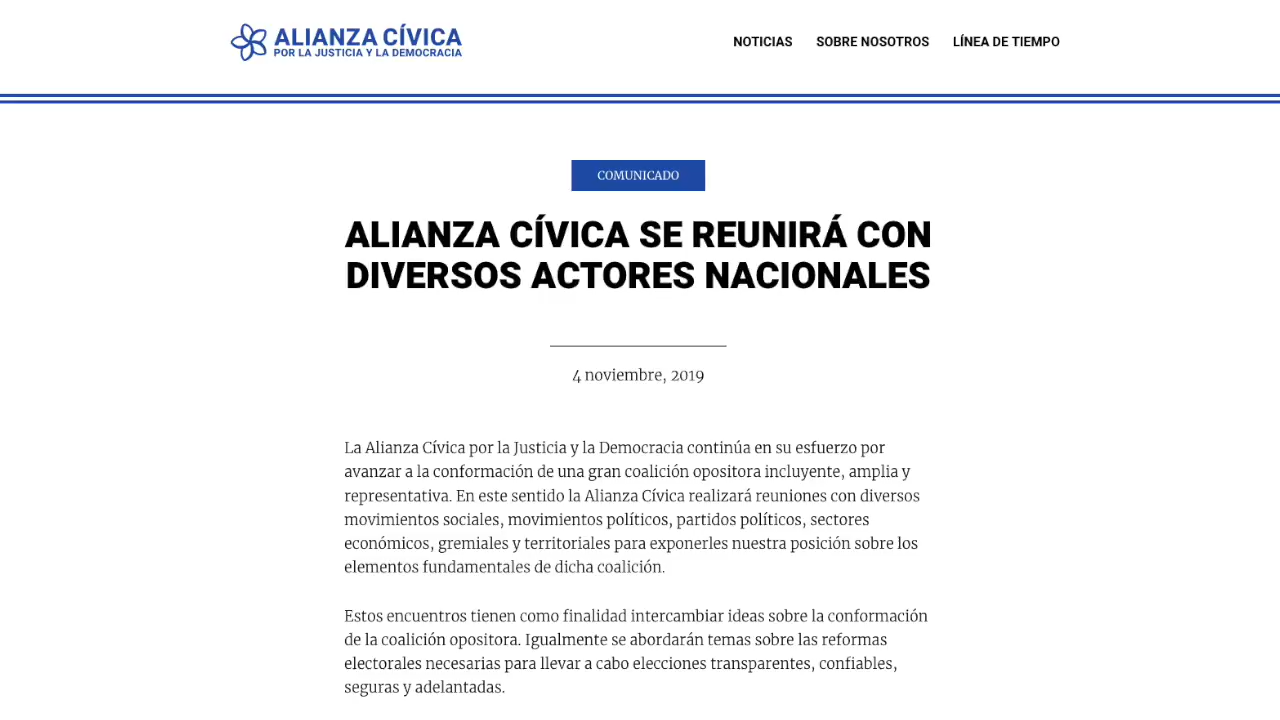 ALIANZA CÍVICA
POR LA JUSTICIA Y LA DEMOCRACIA
NOTICIAS SOBRE NOSOTROS LÍNEA DE TIEMPO
COMUNICADO
ALIANZA CÍVICA SE REUNIRÁ CON
DIVERSOS ACTORES NACIONALES
4 noviembre, 2019
La Alianza Cívica por la Justicia y la Democracia continúa en su esfuerzo por
avanzar a la conformación de una gran coalición opositora incluyente, amplia y
representativa. En este sentido la Alianza Cívica realizará reuniones con diversos
movimientos sociales, movimientos políticos, partidos políticos, sectores
económicos, gremiales y territoriales para exponerles nuestra posición sobre los
elementos fundamentales de dicha coalición.
Estos encuentros tienen como finalidad intercambiar ideas sobre la conformación
de la coalición opositora. Igualmente se abordarán temas sobre las reformas
electorales necesarias para llevar a cabo elecciones transparentes, confiables,
seguras y adelantadas.